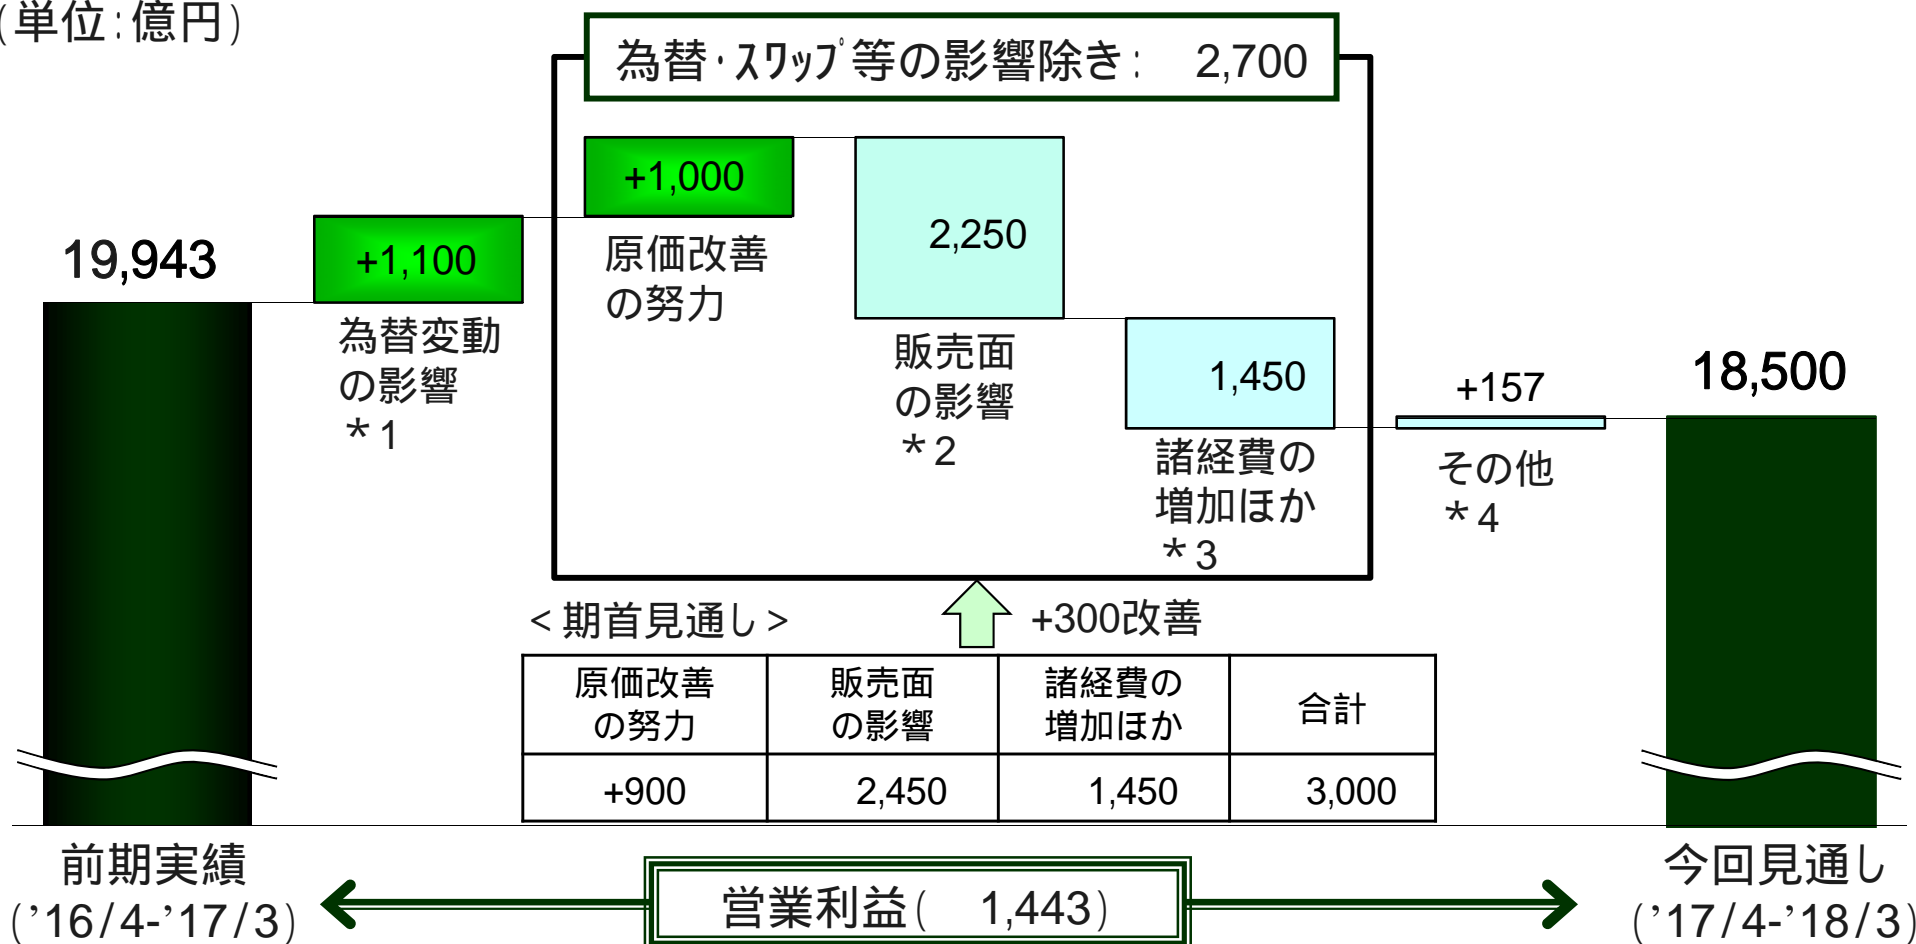 (単位:億円)
為替・スワップ等の影響除き: 2,700
+1,000
原価改善
の努力
2,250
19,943
+1,100
為替変動
の影響
*1
販売面
の影響
*2
1,450
諸経費の
増加ほか
*3
+157
その他
*4
18,500
<期首見通し>
+300改善
原価改善
の努力
販売面
の影響
諸経費の
増加ほか
合計
+900
2,450
1,450
3,000
前期実績
('16/4-'17/3)
営業利益( 1,443)
今回見通し
('17/4-'18/3)